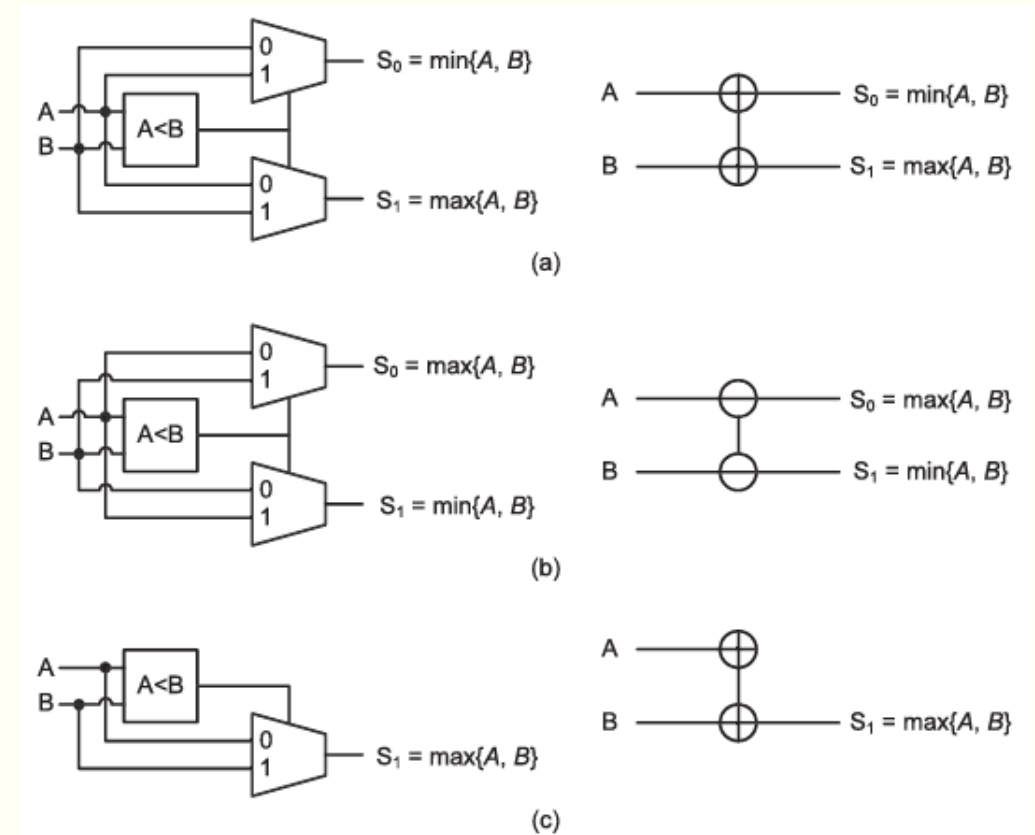 0
S₀ = min{A, B}
1
A
A<B
B
0
S₁ = max{A, B}
1
A
S₀ = min{A, B}
B
S₁ = max{A, B}
(a)
0
S₀ = max{A, B}
1
A
A<B
B
0
S₁ = min{A, B}
1
A
S₀ = max{A, B}
B
S₁ = min{A, B}
(b)
A
A<B
B
0
S₁ = max{A, B}
1
A
B
S₁ = max{A, B}
(c)